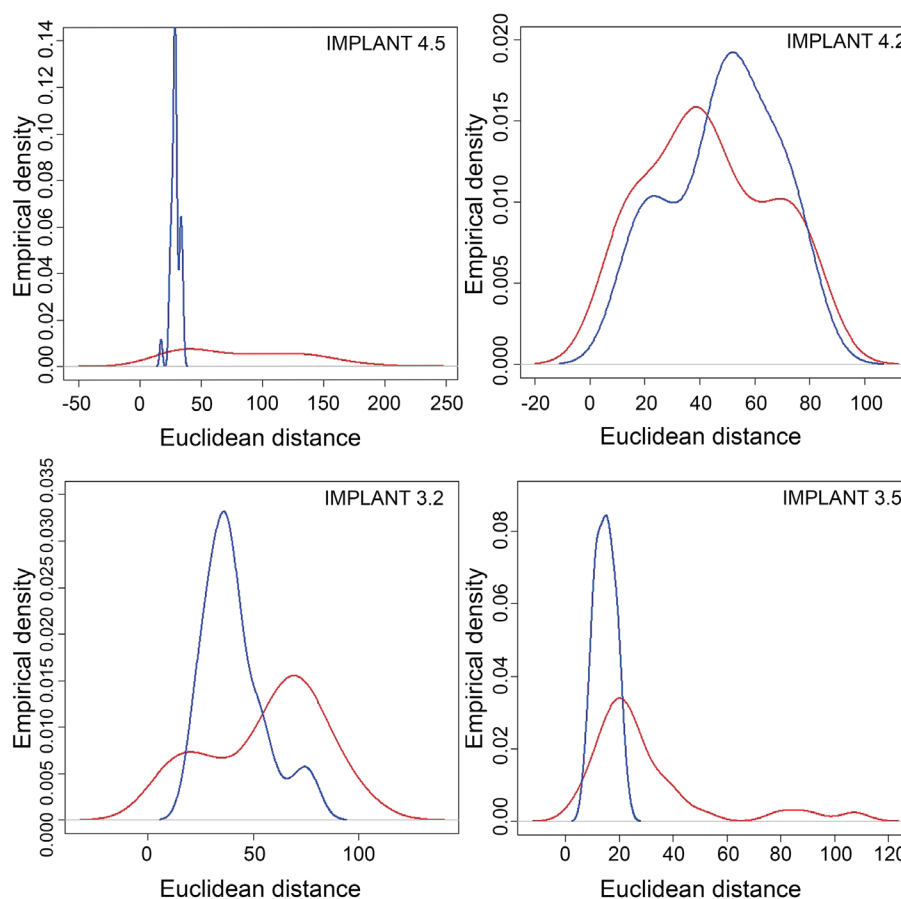 IMPLANT 4.5
Empirical density
0.00 0.02 0.04 0.06 0.08 0.10 0.12 0.14
-50 0 50 100 150 200 250
Euclidean distance
IMPLANT 4.2
Empirical density
0.000 0.005 0.010 0.015 0.020
-20 0 20 40 60 80 100
Euclidean distance
IMPLANT 3.2
Empirical density
0.000 0.005 0.010 0.015 0.020 0.025 0.030 0.035
0 50 100
Euclidean distance
IMPLANT 3.5
Empirical density
0.00 0.02 0.04 0.06 0.08
0 20 40 60 80 100 120
Euclidean distance